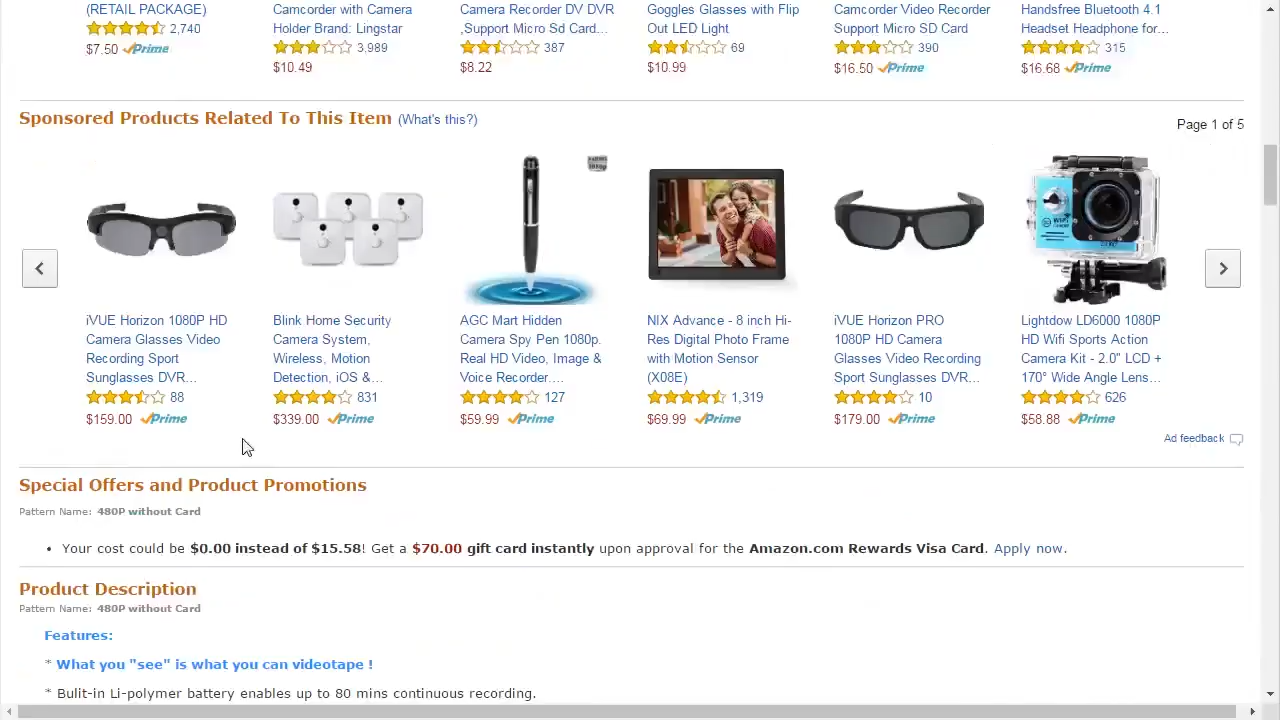 (RETAIL PACKAGE)
2,740
$7.50 Prime
Camcorder with Camera
Holder Brand: Lingstar
3,989
$10.49
Camera Recorder DV DVR
,Support Micro Sd Card...
387
$8.22
Goggles Glasses with Flip
Out LED Light
69
$10.99
Camcorder Video Recorder
Support Micro SD Card
390
$16.50 Prime
Handsfree Bluetooth 4.1
Headset Headphone for...
315
$16.68 Prime
Sponsored Products Related To This Item (What's this?)
Page 1 of 5
iVUE Horizon 1080P HD
Camera Glasses Video
Recording Sport
Sunglasses DVR...
88
$159.00 Prime
Blink Home Security
Camera System,
Wireless, Motion
Detection, iOS &...
831
$339.00 Prime
AGC Mart Hidden
Camera Spy Pen 1080p.
Real HD Video, Image &
Voice Recorder....
127
$59.99 Prime
NIX Advance - 8 inch Hi-
Res Digital Photo Frame
with Motion Sensor
(X08E)
1,319
$69.99 Prime
iVUE Horizon PRO
1080P HD Camera
Glasses Video Recording
Sport Sunglasses DVR...
10
$179.00 Prime
Lightdow LD6000 1080P
HD Wifi Sports Action
Camera Kit - 2.0" LCD +
170° Wide Angle Lens...
626
$58.88 Prime
Ad feedback
Special Offers and Product Promotions
Pattern Name: 480P without Card
• Your cost could be $0.00 instead of $15.58! Get a $70.00 gift card instantly upon approval for the Amazon.com Rewards Visa Card. Apply now.
Product Description
Pattern Name: 480P without Card
Features:
* What you "see" is what you can videotape !
* Bulit-in Li-polymer battery enables up to 80 mins continuous recording.